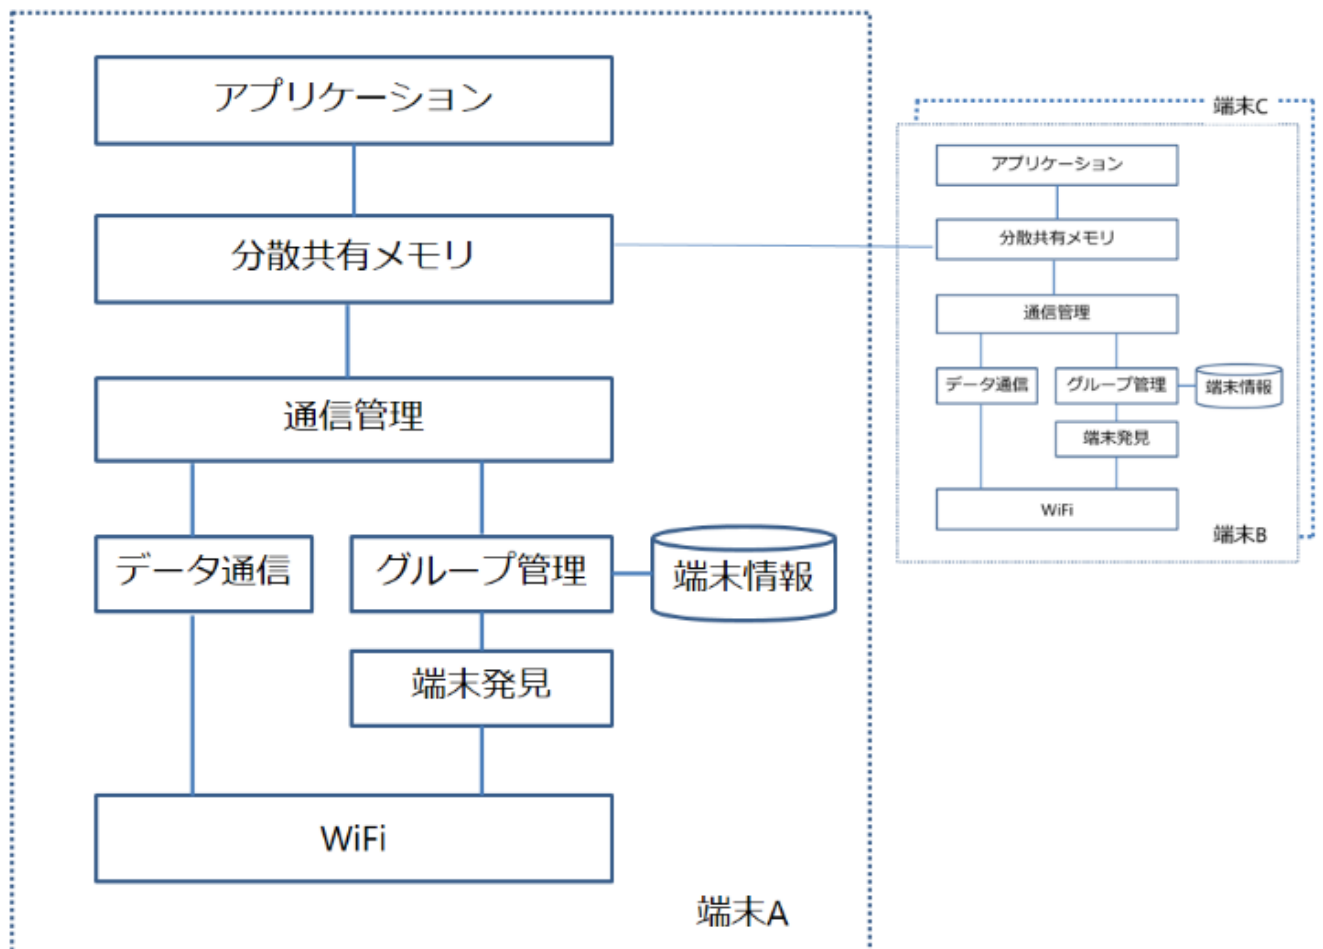 アプリケーション
分散共有メモリ
通信管理
データ通信
グループ管理
端末情報
端末発見
WiFi
端末A
端末C
アプリケーション
分散共有メモリ
通信管理
データ通信
グループ管理
端末情報
端末発見
WiFi
端末B